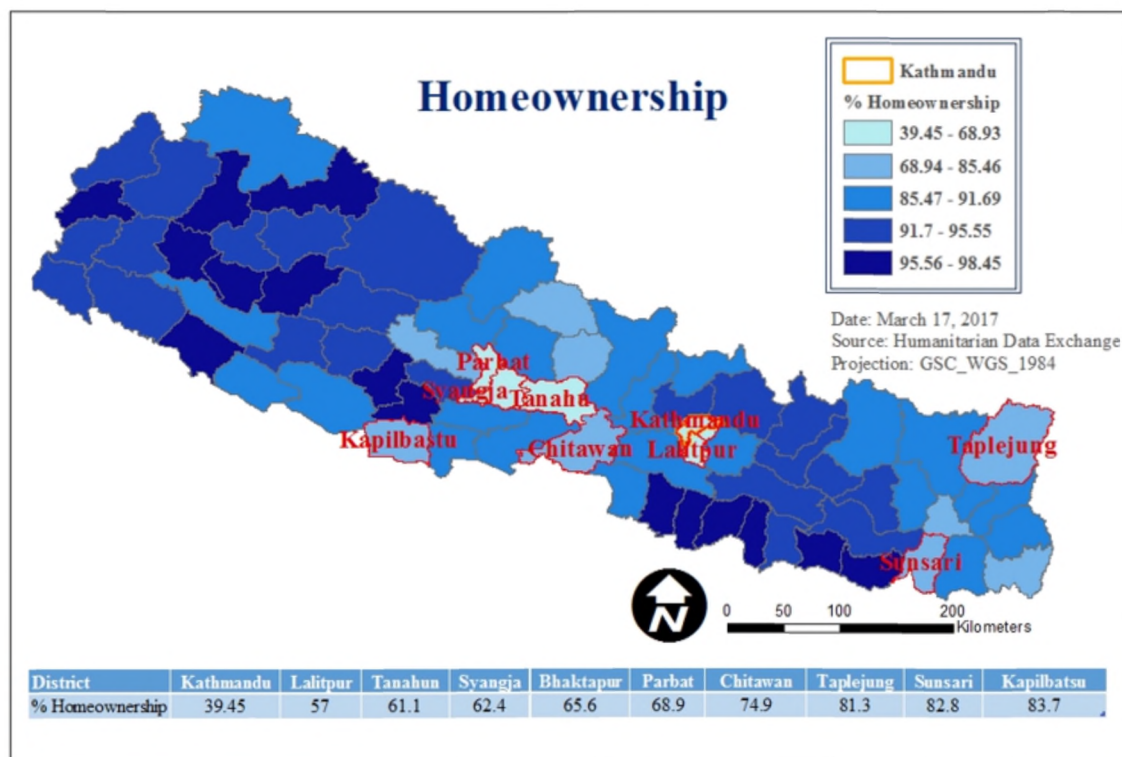 Homeownership
Kathmandu
% Homeownership
39.45 - 68.93
68.94 - 85.46
85.47 - 91.69
91.7 - 95.55
95.56 - 98.45
Date: March 17, 2017
Source: Humanitarian Data Exchange
Projection: GSC_WGS_1984
Parbat
Syangja
Tanahu
Kathmandu
Kapilbastu
Chitawan
Lalitpur
Taplejung
Sunsari
N
0 50 100 200
Kilometers
District Kathmandu Lalitpur Tanahun Syangja Bhaktapur Parbat Chitawan Taplejung Sunsari Kapilbatsu
% Homeownership 39.45 57 61.1 62.4 65.6 68.9 74.9 81.3 82.8 83.7